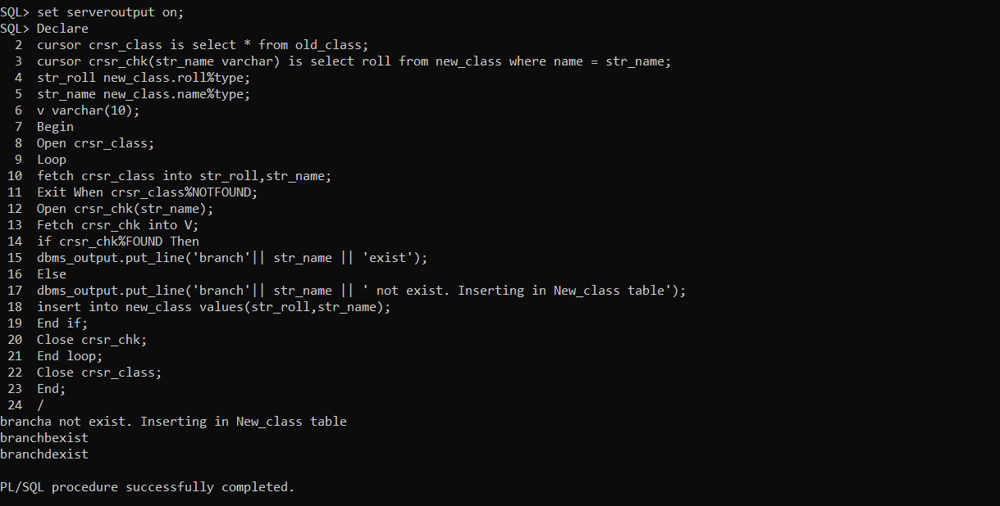 SQL> set serveroutput on;
SQL> Declare
  2  cursor crsr_class is select * from old_class;
  3  cursor crsr_chk(str_name varchar) is select roll from new_class where name = str_name;
  4  str_roll new_class.roll%type;
  5  str_name new_class.name%type;
  6  v varchar(10);
  7  Begin
  8  Open crsr_class;
  9  Loop
 10  fetch crsr_class into str_roll,str_name;
 11  Exit When crsr_class%NOTFOUND;
 12  Open crsr_chk(str_name);
 13  Fetch crsr_chk into V;
 14  if crsr_chk%FOUND Then
 15  dbms_output.put_line('branch'|| str_name || 'exist');
 16  Else
 17  dbms_output.put_line('branch'|| str_name || ' not exist. Inserting in New_class table');
 18  insert into new_class values(str_roll,str_name);
 19  End if;
 20  Close crsr_chk;
 21  End loop;
 22  Close crsr_class;
 23  End;
 24  /
brancha not exist. Inserting in New_class table
branchbexist
branchdexist

PL/SQL procedure successfully completed.